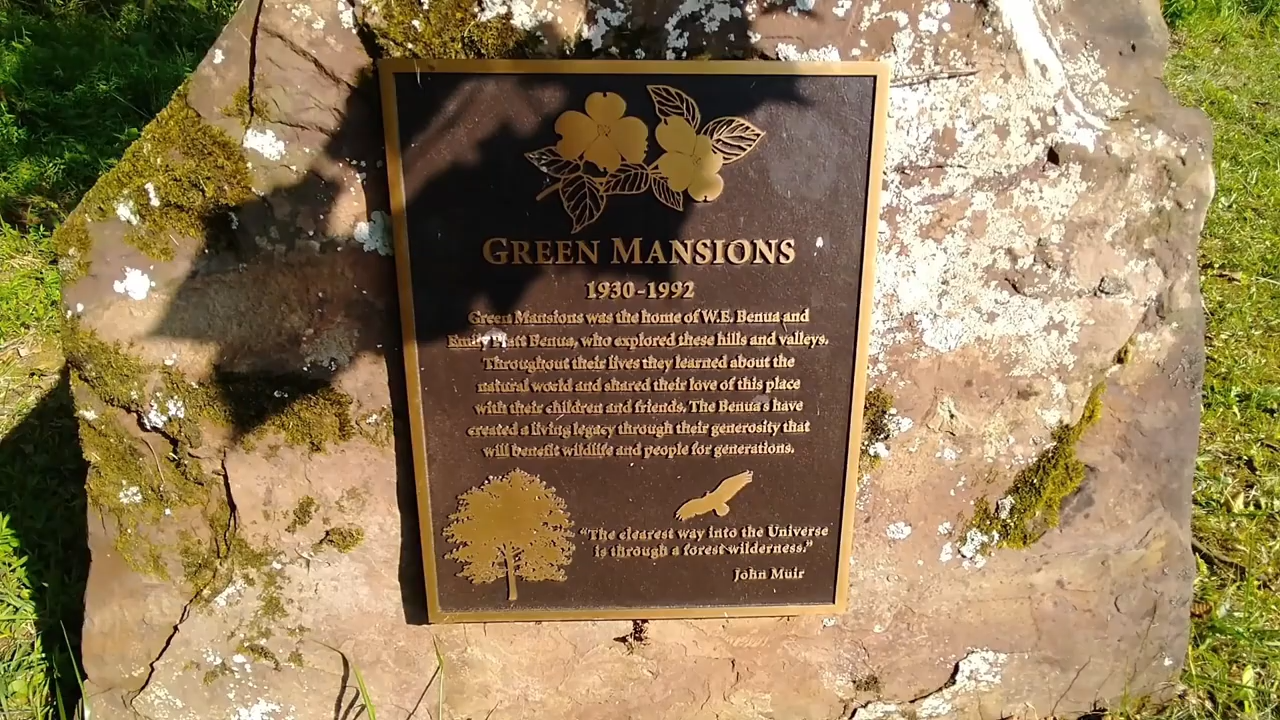 GREEN MANSIONS
1930-1992
Green Mansions was the home of W.E. Benua and
Emily Platt Benua, who explored these hills and valleys.
Throughout their lives they learned about the
natural world and shared their love of this place
with their children and friends. The Benua's have
created a living legacy through their generosity that
will benefit wildlife and people for generations.
"The clearest way into the Universe
is through a forest wilderness."
John Muir